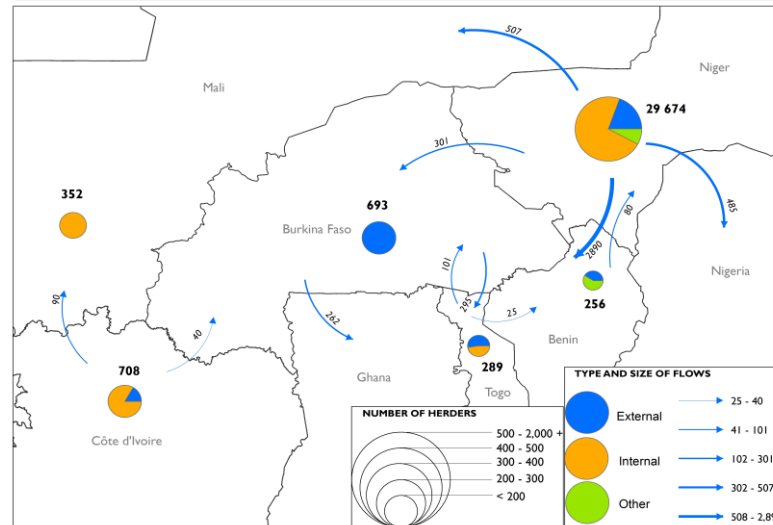 507
Niger
Mali
29 674
301
352
693
Burkina Faso
80
485
2890
101
Nigeria
295
25
256
90
262
40
Benin
708
289
Ghana
Togo
Côte d'Ivoire
NUMBER OF HERDERS
500 - 2,000 +
400 - 500
300 - 400
200 - 300
< 200
TYPE AND SIZE OF FLOWS
External
Internal
Other
25 - 40
41 - 101
102 - 301
302 - 507
508 - 2,89